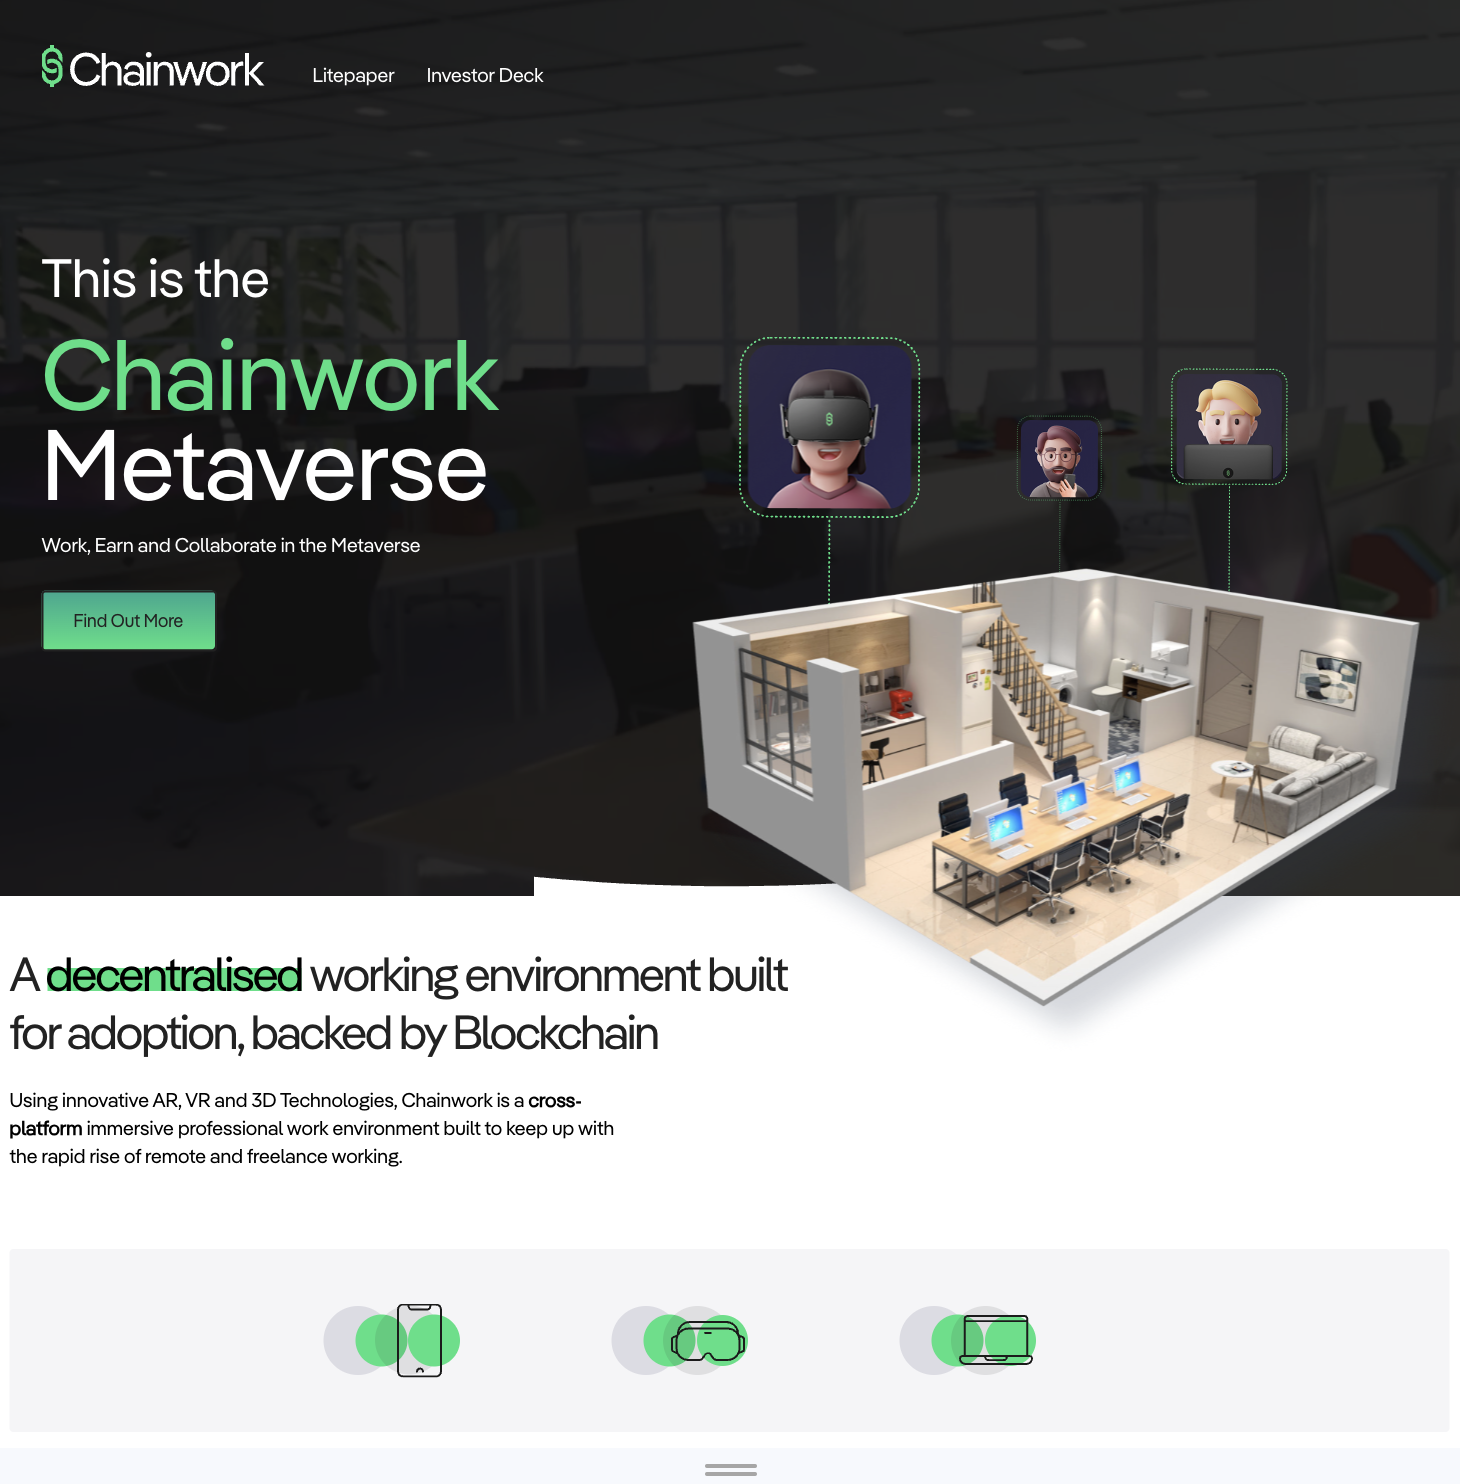 Chainwork
Litepaper
Investor Deck
This is the
Chainwork
Metaverse
Work, Earn and Collaborate in the Metaverse
Find Out More
A decentralised working environment built
for adoption, backed by Blockchain
Using innovative AR, VR and 3D Technologies, Chainwork is a cross-
platform immersive professional work environment built to keep up with
the rapid rise of remote and freelance working.